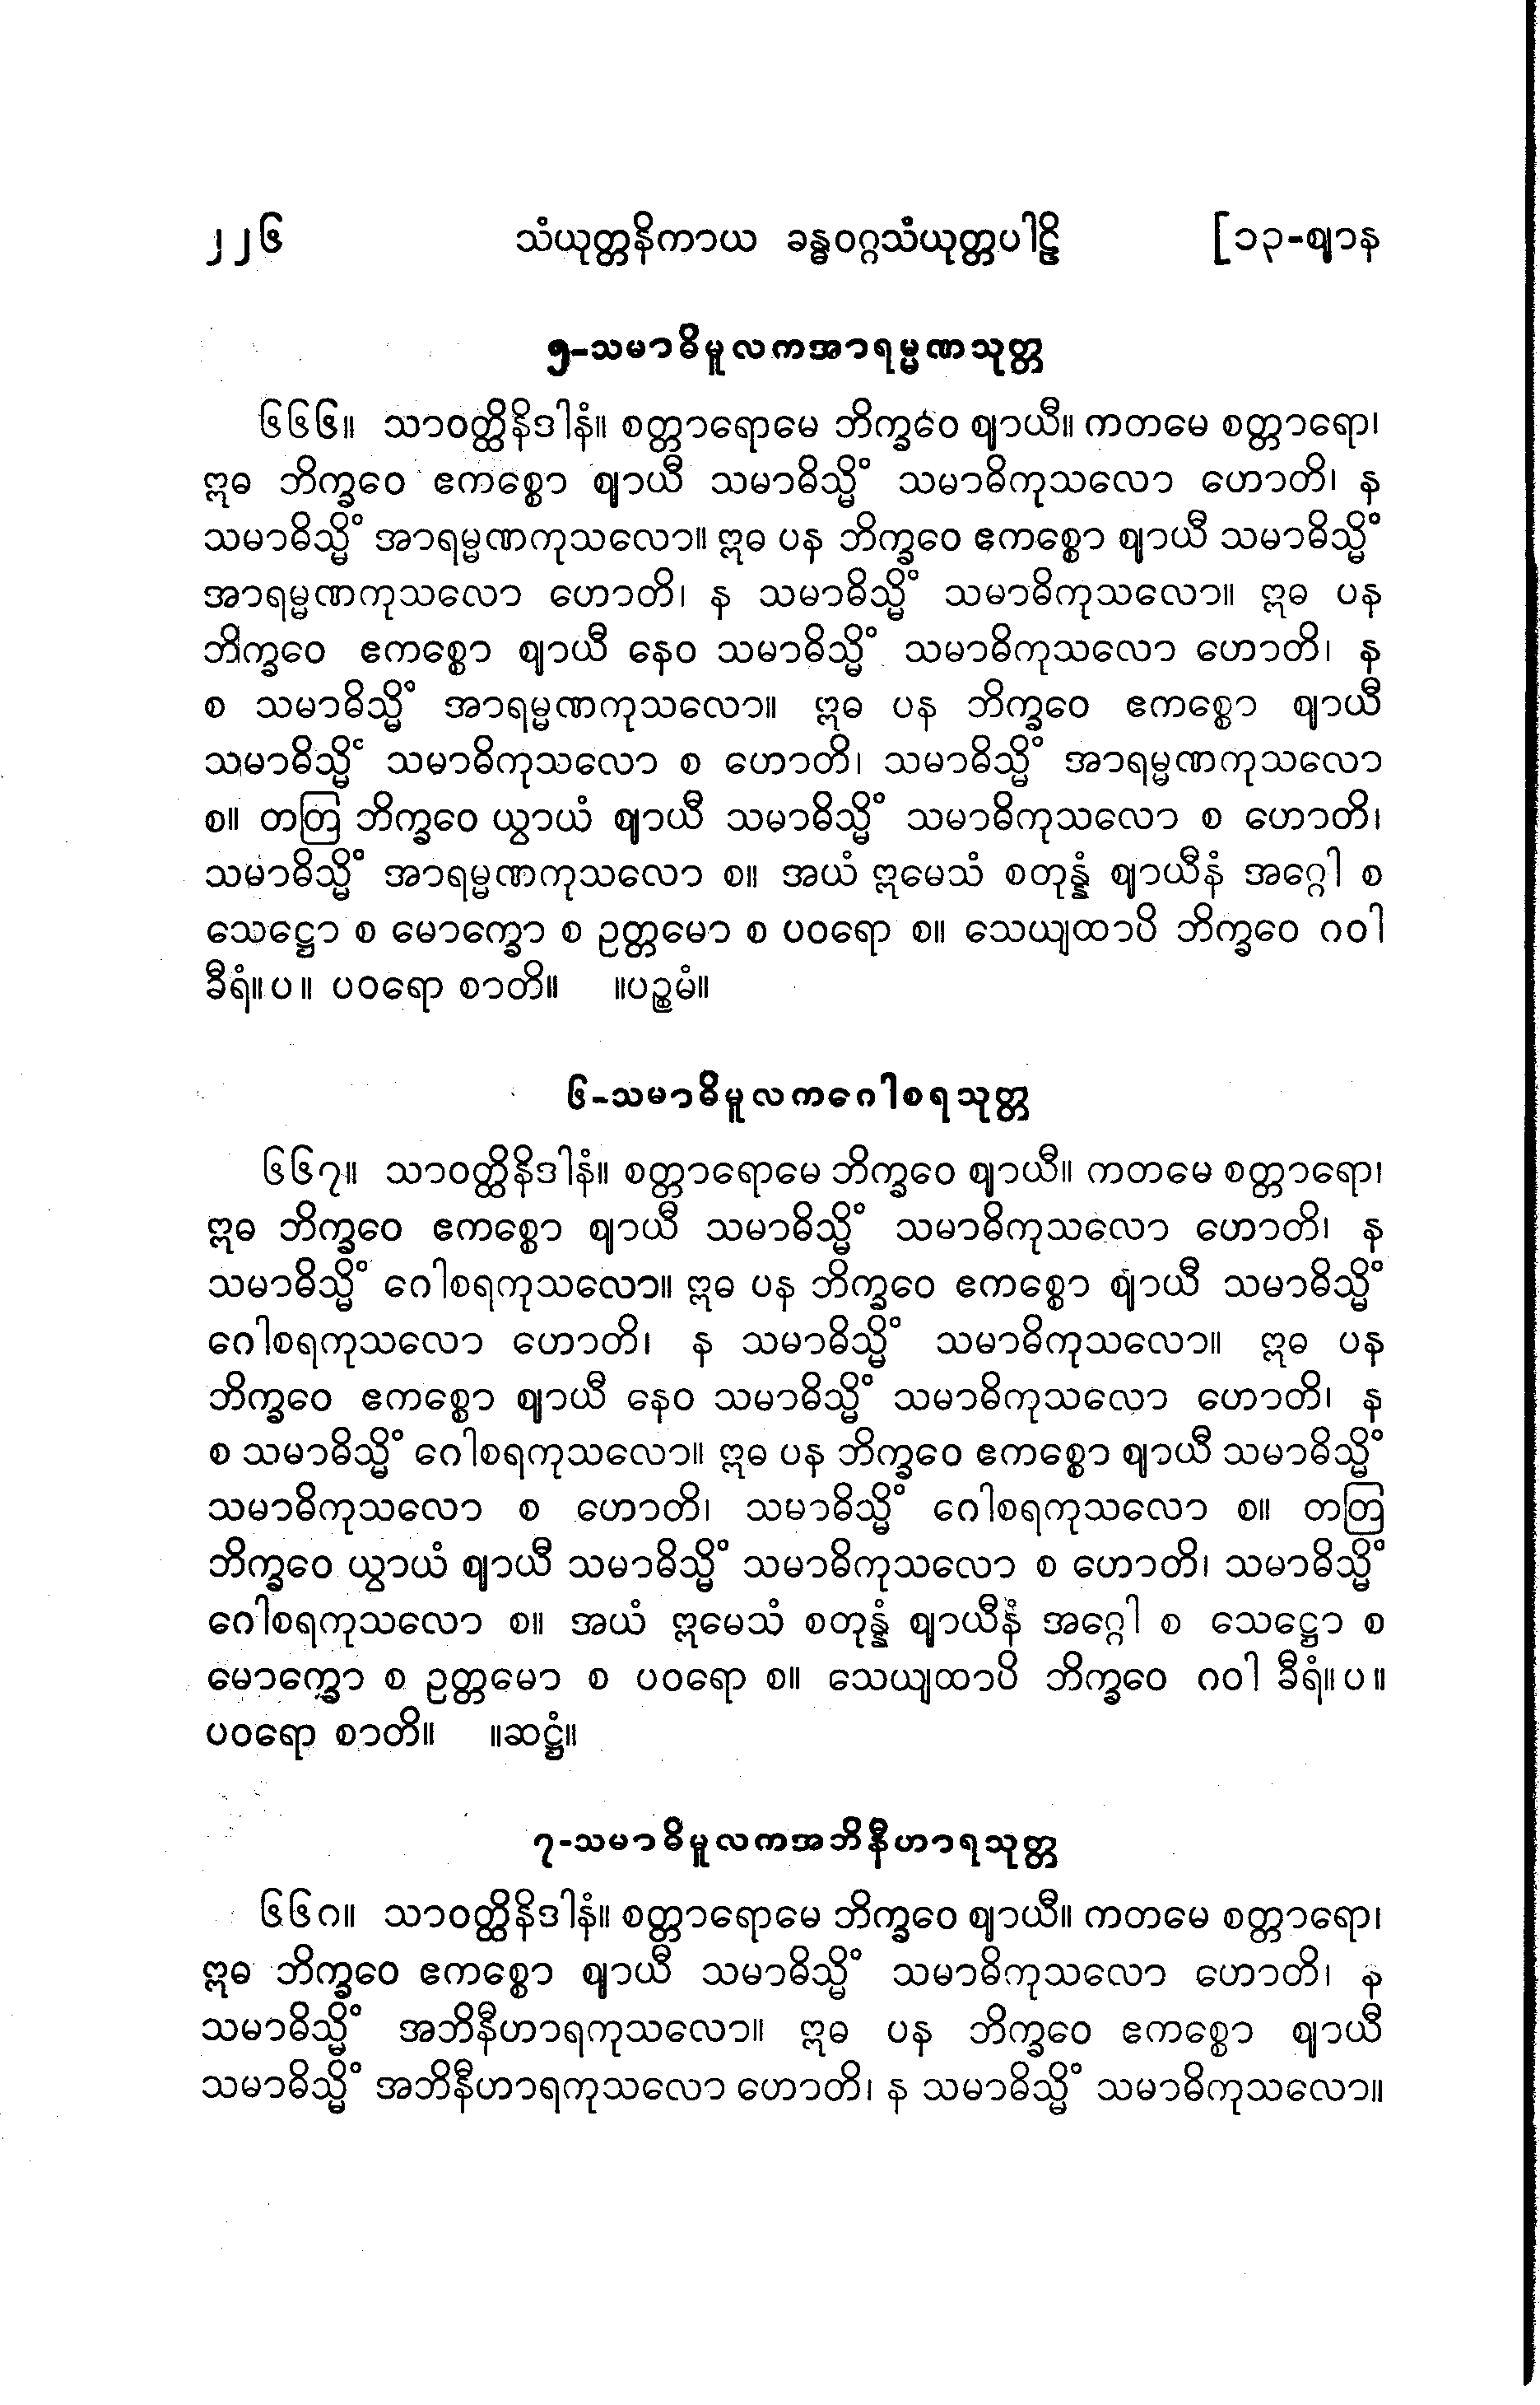 ၂၂၆ သံယုတ္တနိကာယ ခန္ဓဝဂ္ဂသံယုတ္တပါဠိ [၁၃-ဈာန
၅-သမာဓိမူလကအာရမ္မဏသုတ္တ
၆၆၆။ သာဝတ္ထိနိဒါနံ။ စတ္တာရောမေ ဘိက္ခဝေ ဈာယီ။ ကတမေ စတ္တာရော၊
ဣဓ ဘိက္ခဝေ ဧကစ္စော ဈာယီ သမာဓိသ္မိံ သမာဓိကုသလော ဟောတိ၊ န
သမာဓိသ္မိံ အာရမ္မဏကုသလော။ ဣဓ ပန ဘိက္ခဝေ ဧကစ္စော ဈာယီ သမာဓိသ္မိံ
အာရမ္မဏကုသလော ဟောတိ၊ န သမာဓိသ္မိံ သမာဓိကုသလော။ ဣဓ ပန
ဘိက္ခဝေ ဧကစ္စော ဈာယီ နေဝ သမာဓိသ္မိံ သမာဓိကုသလော ဟောတိ၊ န
စ သမာဓိသ္မိံ အာရမ္မဏကုသလော။ ဣဓ ပန ဘိက္ခဝေ ဧကစ္စော ဈာယီ
သမာဓိသ္မိံ သမာဓိကုသလော စ ဟောတိ၊ သမာဓိသ္မိံ အာရမ္မဏကုသလော
စ။ တတြ ဘိက္ခဝေ ယွာယံ ဈာယီ သမာဓိသ္မိံ သမာဓိကုသလော စ ဟောတိ၊
သမာဓိသ္မိံ အာရမ္မဏကုသလော စ။ အယံ ဣမေသံ စတုန္နံ ဈာယီနံ အဂ္ဂေါ စ
သေဋ္ဌော စ မောက္ခော စ ဥတ္တမော စ ပဝရော စ။ သေယျထာပိ ဘိက္ခဝေ ဂဝါ
ခီရံ။ပ။ ပဝရော စာတိ။ ။ပဉ္စမံ။
၆-သမာဓိမူလကဂေါစရသုတ္တ
၆၆၇။ သာဝတ္ထိနိဒါနံ။ စတ္တာရောမေ ဘိက္ခဝေ ဈာယီ။ ကတမေ စတ္တာရော၊
ဣဓ ဘိက္ခဝေ ဧကစ္စော ဈာယီ သမာဓိသ္မိံ သမာဓိကုသလော ဟောတိ၊ န
သမာဓိသ္မိံ ဂေါစရကုသလော။ ဣဓ ပန ဘိက္ခဝေ ဧကစ္စော ဈာယီ သမာဓိသ္မိံ
ဂေါစရကုသလော ဟောတိ၊ န သမာဓိသ္မိံ သမာဓိကုသလော။ ဣဓ ပန
ဘိက္ခဝေ ဧကစ္စော ဈာယီ နေဝ သမာဓိသ္မိံ သမာဓိကုသလော ဟောတိ၊ န
စ သမာဓိသ္မိံ ဂေါစရကုသလော။ ဣဓ ပန ဘိက္ခဝေ ဧကစ္စော ဈာယီ သမာဓိသ္မိံ
သမာဓိကုသလော စ ဟောတိ၊ သမာဓိသ္မိံ ဂေါစရကုသလော စ။ တတြ
ဘိက္ခဝေ ယွာယံ ဈာယီ သမာဓိသ္မိံ သမာဓိကုသလော စ ဟောတိ၊ သမာဓိသ္မိံ
ဂေါစရကုသလော စ။ အယံ ဣမေသံ စတုန္နံ ဈာယီနံ အဂ္ဂေါ စ သေဋ္ဌော စ
မောက္ခော စ ဥတ္တမော စ ပဝရော စ။ သေယျထာပိ ဘိက္ခဝေ ဂဝါ ခီရံ။ပ။
ပဝရော စာတိ။ ။ဆဋ္ဌံ။
၇-သမာဓိမူလကအဘိနီဟာရသုတ္တ
၆၆၈။ သာဝတ္ထိနိဒါနံ။ စတ္တာရောမေ ဘိက္ခဝေ ဈာယီ။ ကတမေ စတ္တာရော၊
ဣဓ ဘိက္ခဝေ ဧကစ္စော ဈာယီ သမာဓိသ္မိံ သမာဓိကုသလော ဟောတိ၊ န
သမာဓိသ္မိံ အဘိနီဟာရကုသလော။ ဣဓ ပန ဘိက္ခဝေ ဧကစ္စော ဈာယီ
သမာဓိသ္မိံ အဘိနီဟာရကုသလော ဟောတိ၊ န သမာဓိသ္မိံ သမာဓိကုသလော။